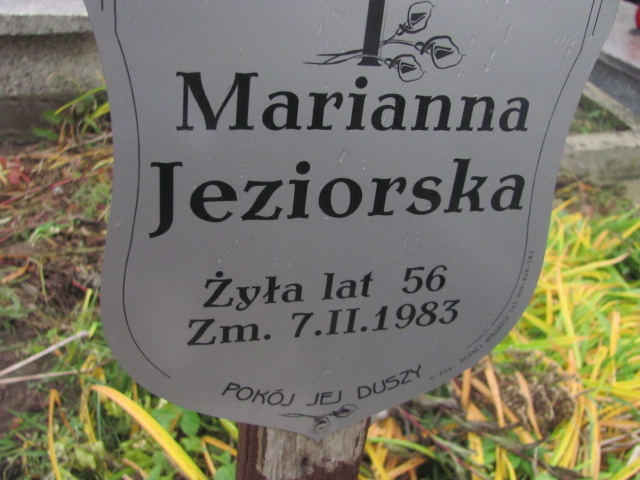 Marianna
Jeziorska
Żyła lat 56
Zm. 7.II.1983
POKÓJ JEJ DUSZY